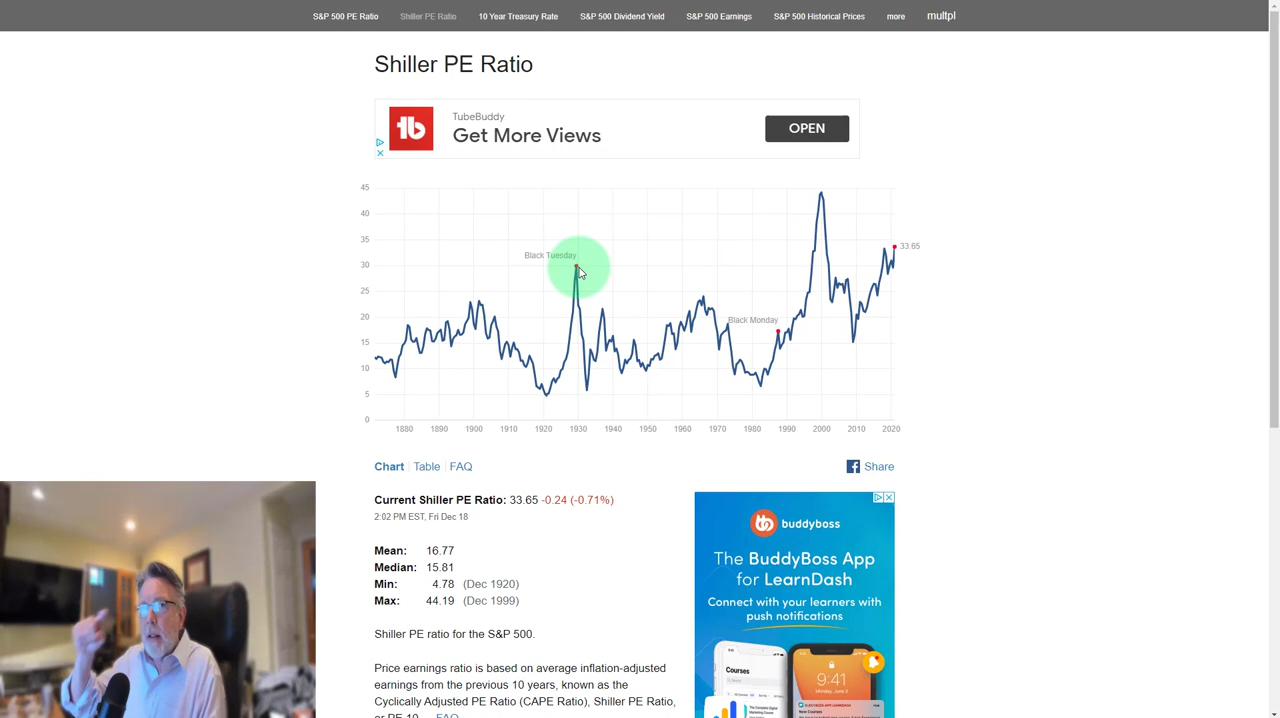 S&P 500 PE Ratio Shiller PE Ratio 10 Year Treasury Rate S&P 500 Dividend Yield S&P 500 Earnings S&P 500 Historical Prices more multpl
Shiller PE Ratio
TubeBuddy
Get More Views
OPEN
45
40
35
30
25
20
15
10
5
0
Black Tuesday
Black Monday
33.65
1880 1890 1900 1910 1920 1930 1940 1950 1960 1970 1980 1990 2000 2010 2020
Chart Table FAQ
Share
Current Shiller PE Ratio: 33.65 -0.24 (-0.71%)
2:02 PM EST, Fri Dec 18
Mean: 16.77
Median: 15.81
Min: 4.78 (Dec 1920)
Max: 44.19 (Dec 1999)
Shiller PE ratio for the S&P 500.
Price earnings ratio is based on average inflation-adjusted
earnings from the previous 10 years, known as the
Cyclically Adjusted PE Ratio (CAPE Ratio), Shiller PE Ratio,
or PE 10 FAQ
buddyboss
The BuddyBoss App
for LearnDash
Connect with your learners with
push notifications
Courses
9:41